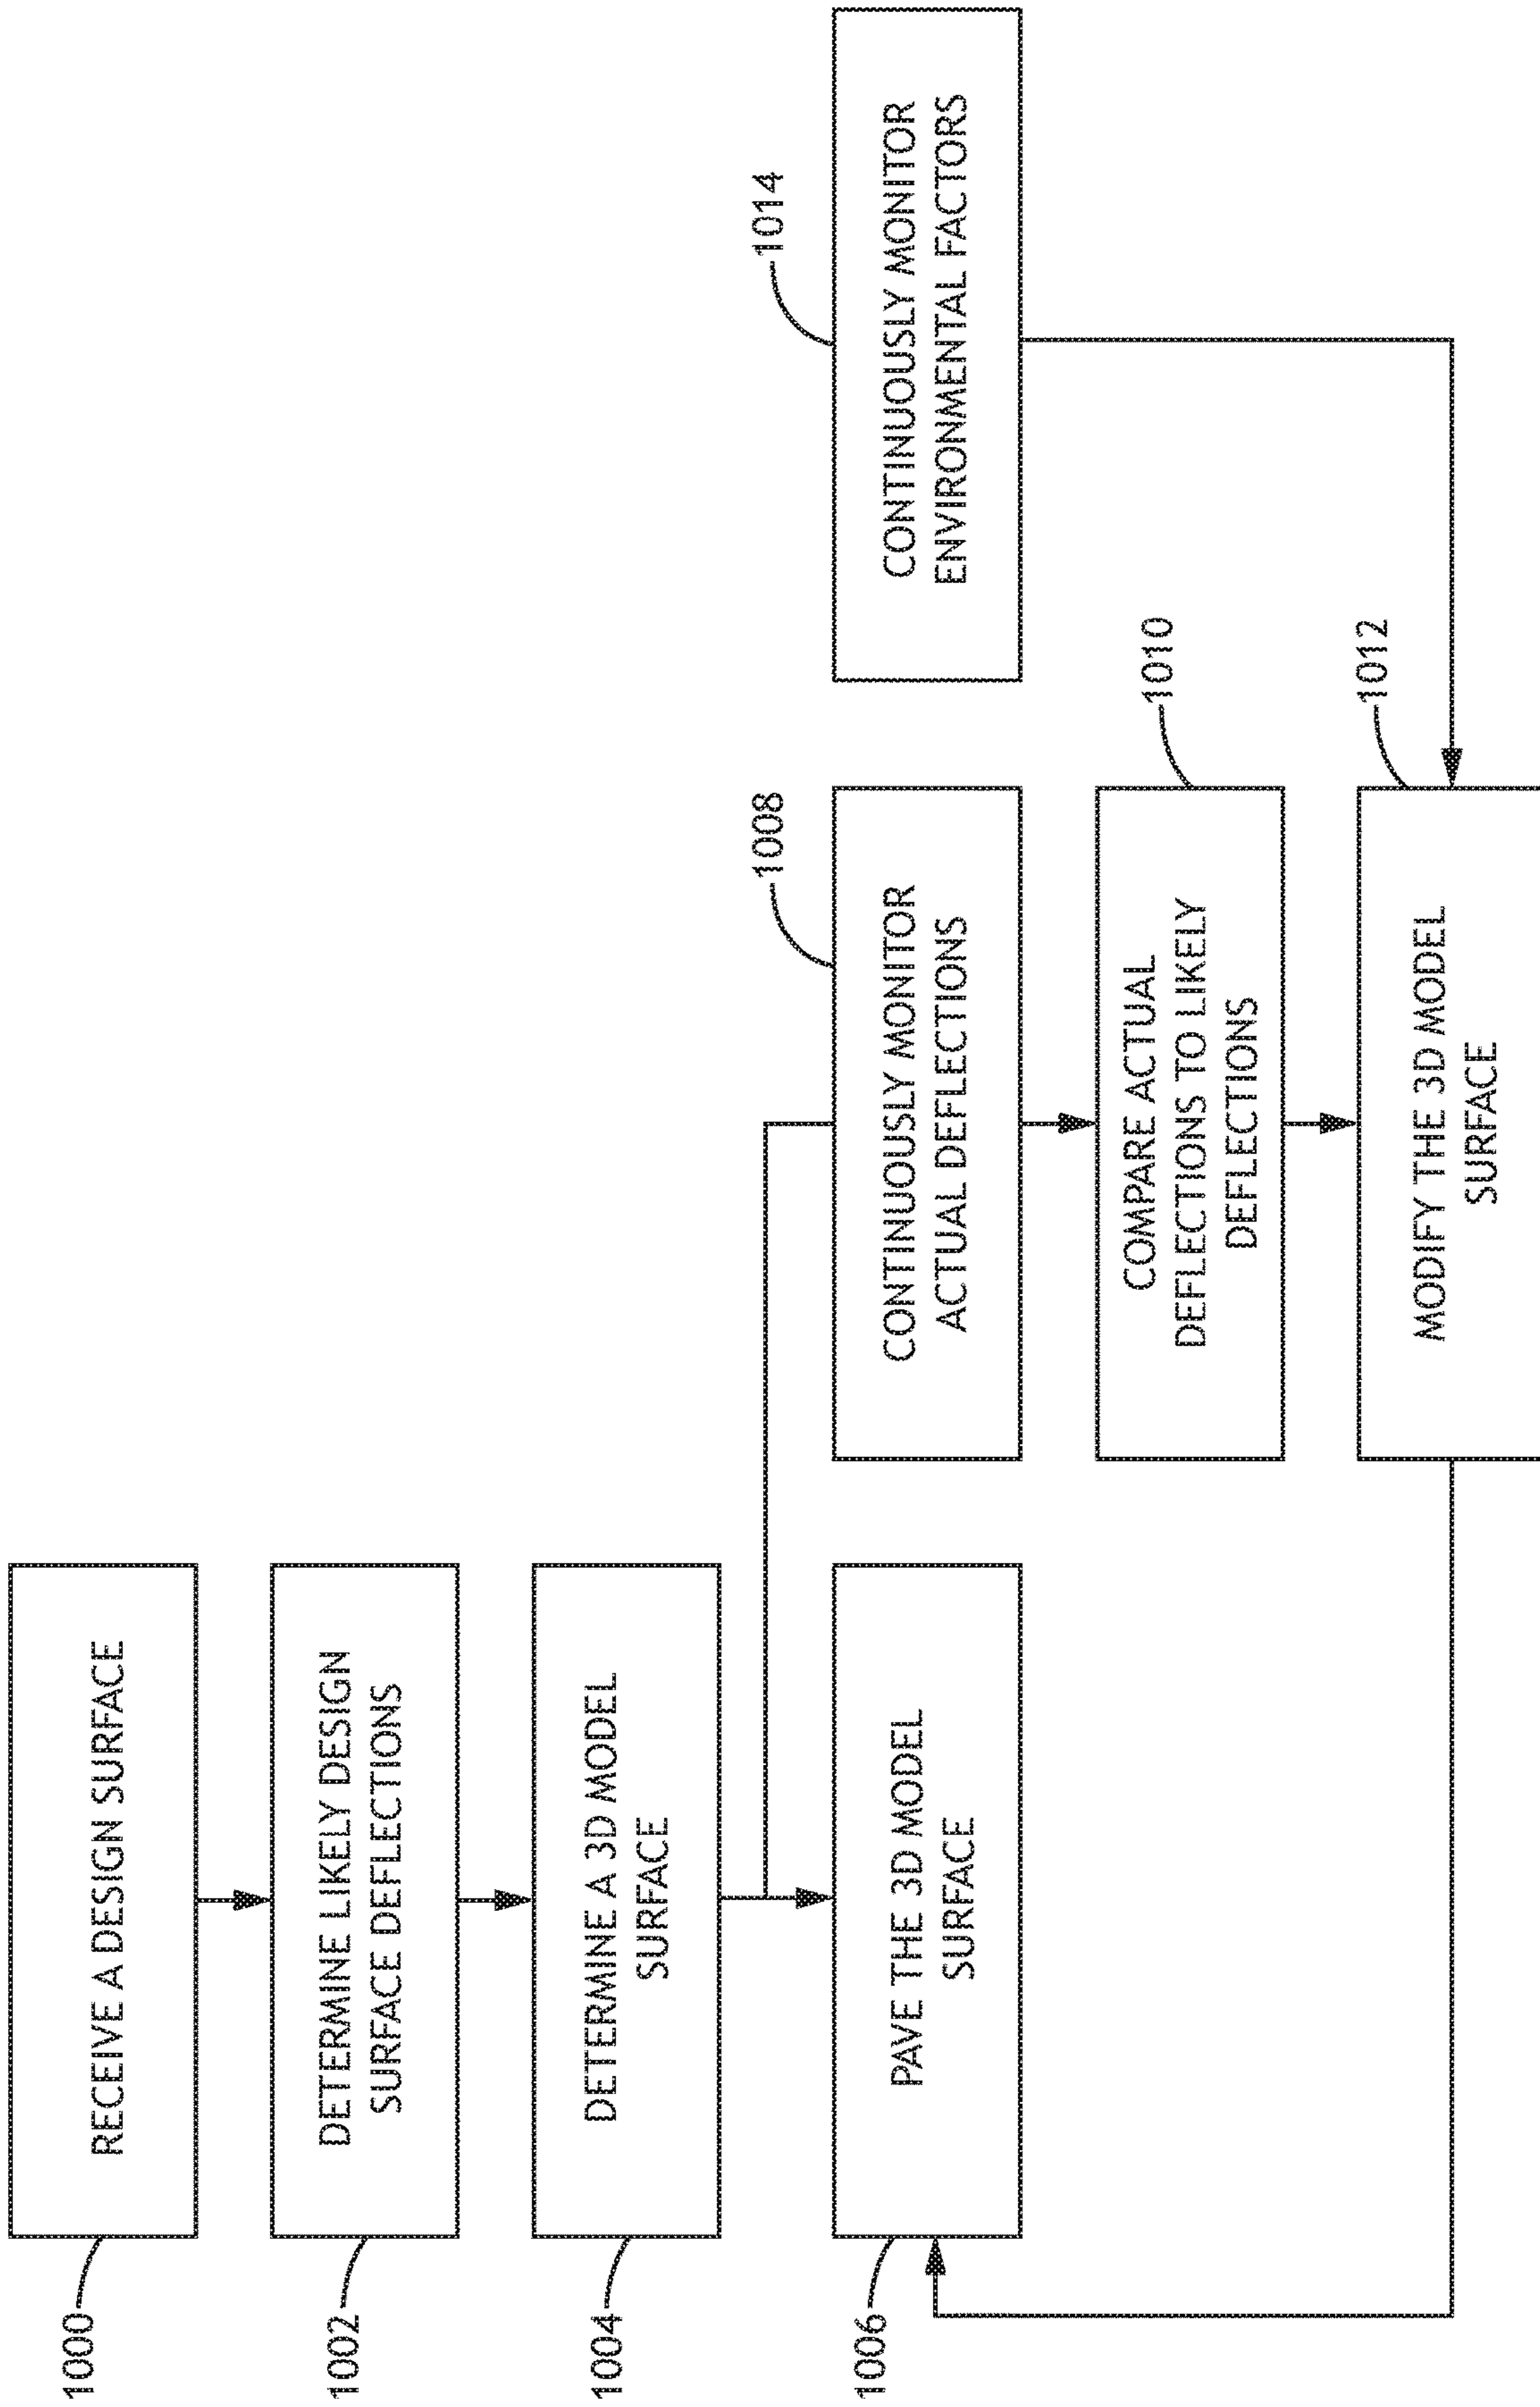 1000
RECEIVE A DESIGN SURFACE
1002
DETERMINE LIKELY DESIGN
SURFACE DEFLECTIONS
1004
DETERMINE A 3D MODEL
SURFACE
1006
PAVE THE 3D MODEL
SURFACE
1008
CONTINUOUSLY MONITOR
ACTUAL DEFLECTIONS
1010
COMPARE ACTUAL
DEFLECTIONS TO LIKELY
DEFLECTIONS
1012
MODIFY THE 3D MODEL
SURFACE
1014
CONTINUOUSLY MONITOR
ENVIRONMENTAL FACTORS